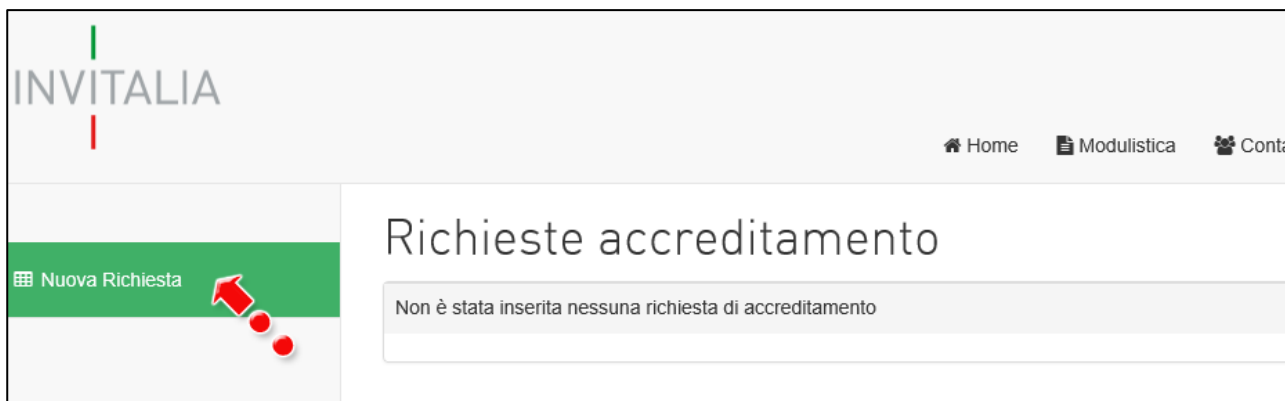 INVITALIA
Home Modulistica Conta
Nuova Richiesta
Richieste accreditamento
Non è stata inserita nessuna richiesta di accreditamento